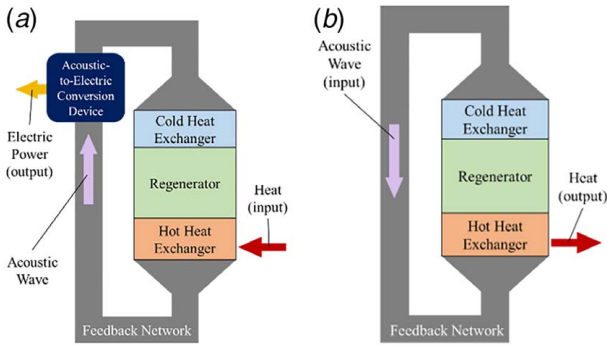 (a)
Acoustic-
to-Electric
Conversion
Device
Electric
Power
(output)
Acoustic
Wave
Cold Heat
Exchanger
Regenerator
Hot Heat
Exchanger
Heat
(input)
Feedback Network
(b)
Acoustic
Wave
(input)
Cold Heat
Exchanger
Regenerator
Hot Heat
Exchanger
Heat
(output)
Feedback Network